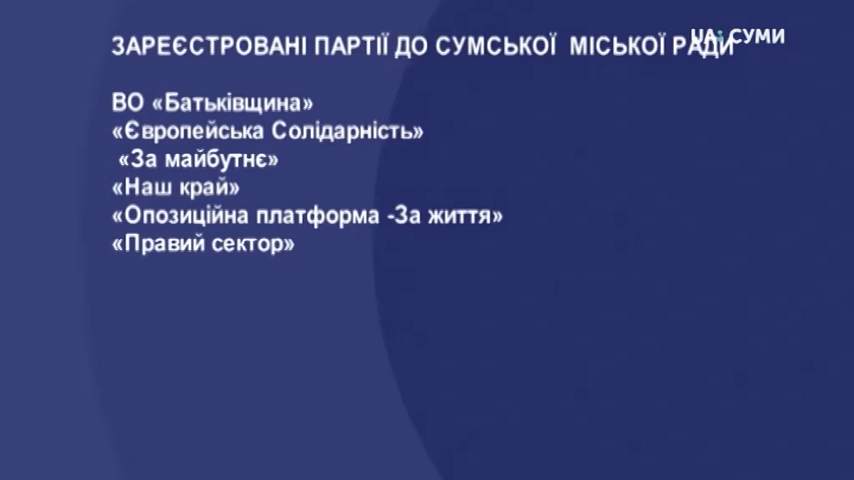 ЗАРЕЄСТРОВАНІ ПАРТІЇ ДО СУМСЬКОЇ МІСЬКОЇ РАДИ
UA: СУМИ
ВО «Батьківщина»
«Європейська Солідарність»
«За майбутнє»
«Наш край»
«Опозиційна платформа -За життя»
«Правий сектор»